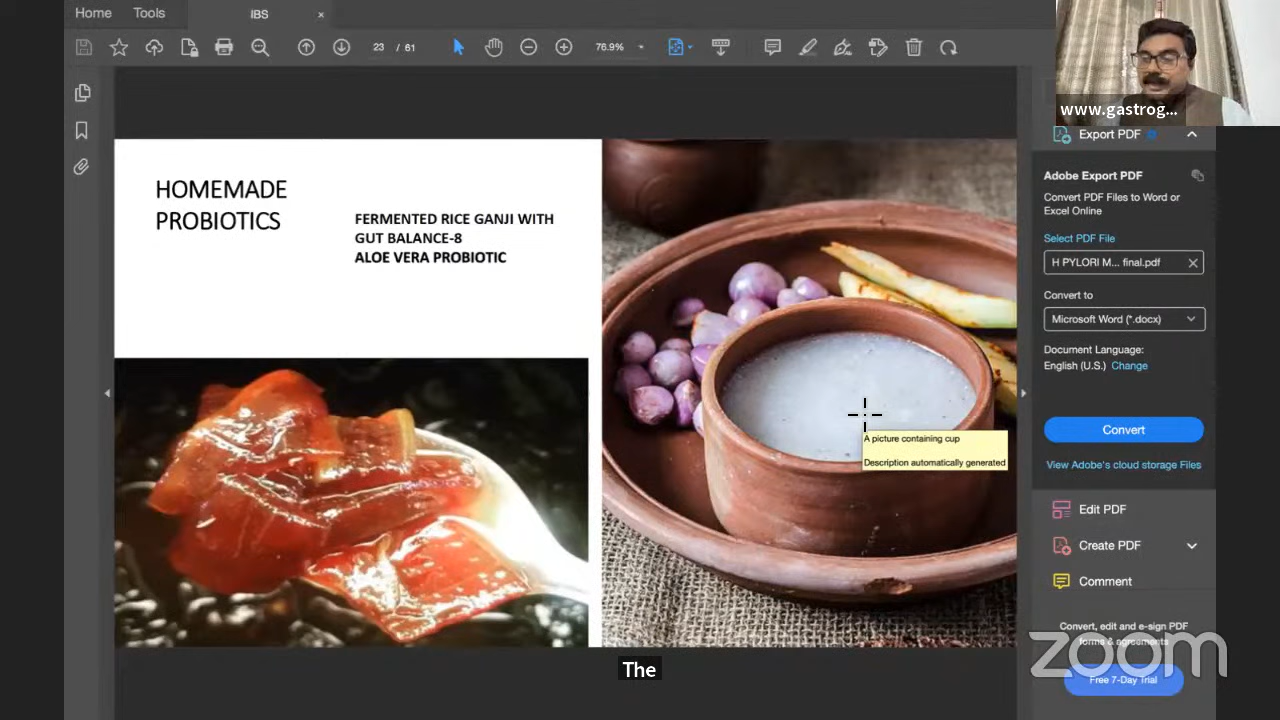 Home
Tools
IBS
×
23 / 61
76.9%
www.gastrog...
Export PDF
Adobe Export PDF
Convert PDF Files to Word or
Excel Online
Select PDF File
H PYLORI M... final.pdf
Convert to
Microsoft Word (*.docx)
Document Language:
English (U.S.) Change
Convert
View Adobe's cloud storage Files
Edit PDF
Create PDF
Comment
Convert, edit and e-sign PDF
forms & agreements
Free 7-Day Trial
zoom
HOMEMADE
PROBIOTICS
FERMENTED RICE GANJI WITH
GUT BALANCE-8
ALOE VERA PROBIOTIC
A picture containing cup
Description automatically generated
The